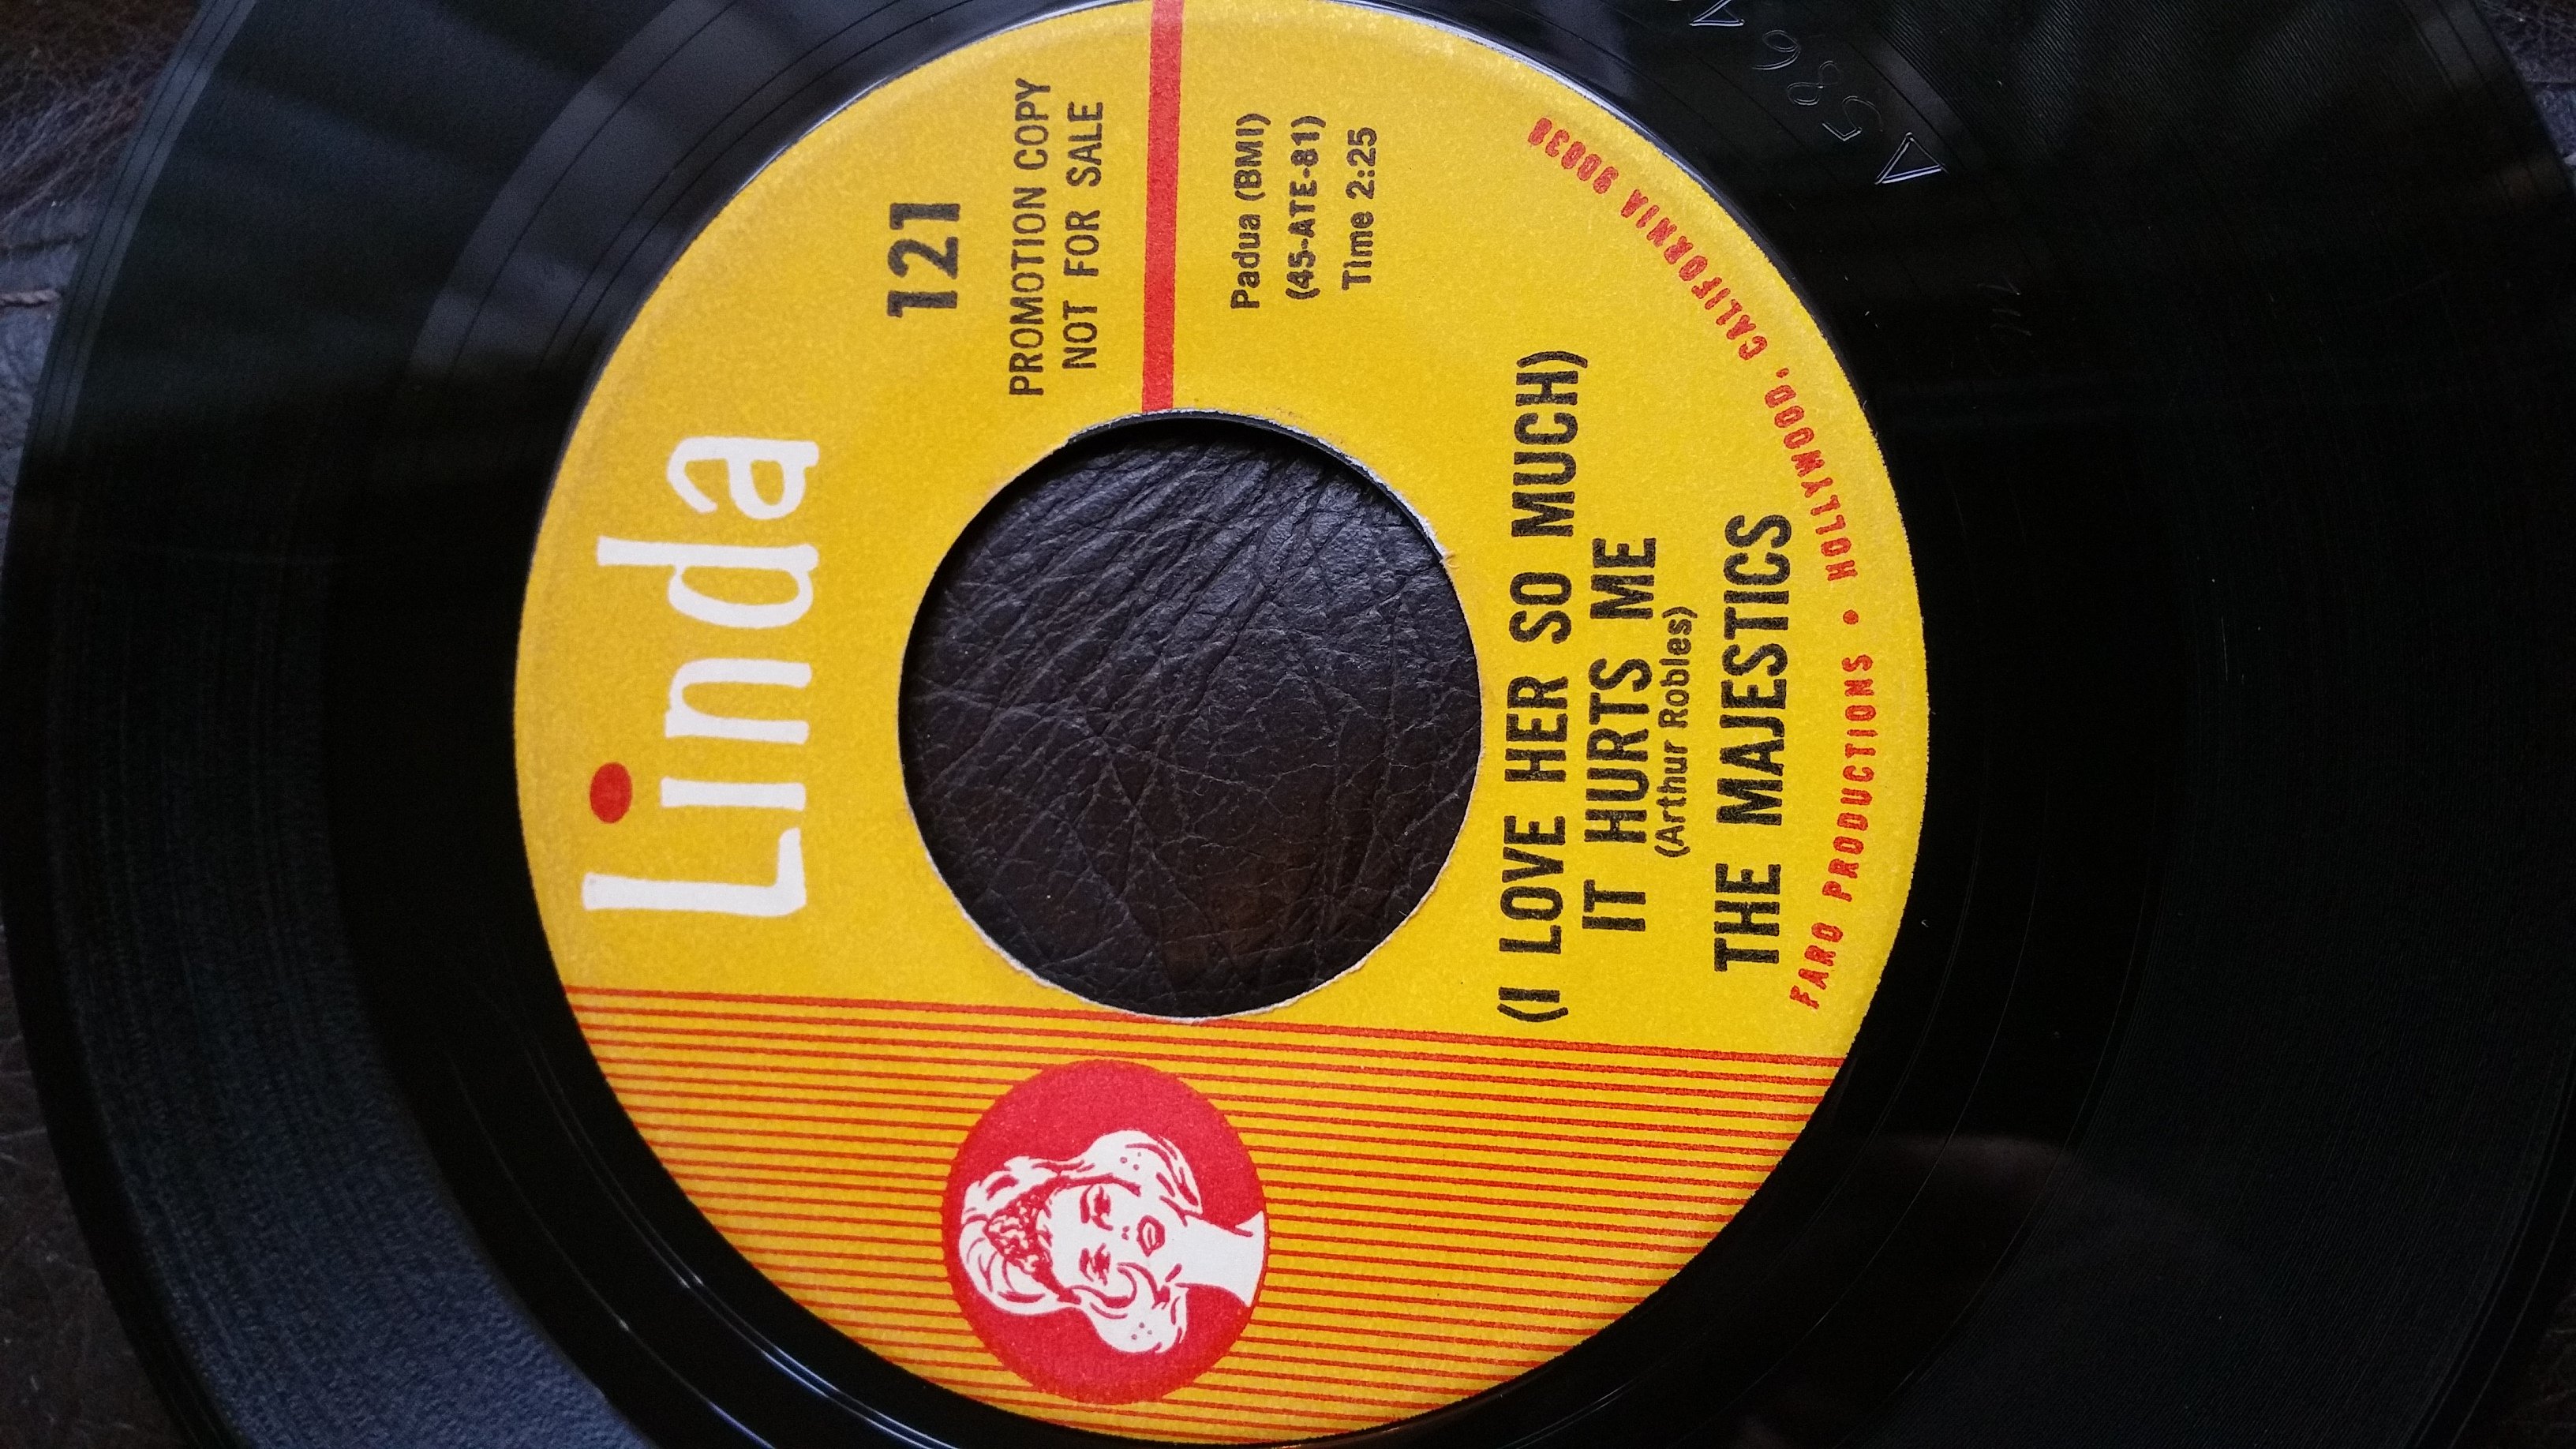 Linda
121
PROMOTION COPY
NOT FOR SALE
Padua (BMI)
(45-ATE-81)
Time 2:25
(I LOVE HER SO MUCH)
IT HURTS ME
(Arthur Robles)
THE MAJESTICS
FARO PRODUCTIONS • HOLLYWOOD, CALIFORNIA 90038
Δ586